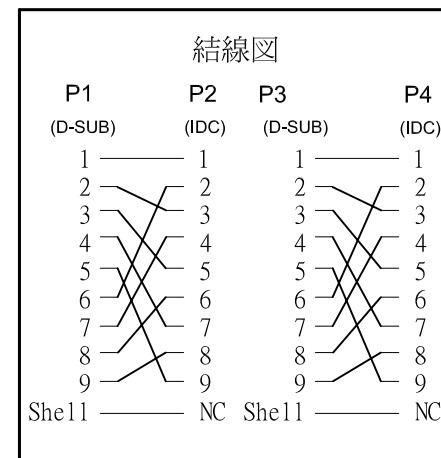 結線図
P1 P2 P3 P4
(D-SUB) (IDC) (D-SUB) (IDC)
1 1 1 1
2 2 2 2
3 3 3 3
4 4 4 4
5 5 5 5
6 6 6 6
7 7 7 7
8 8 8 8
9 9 9 9
Shell NC Shell NC